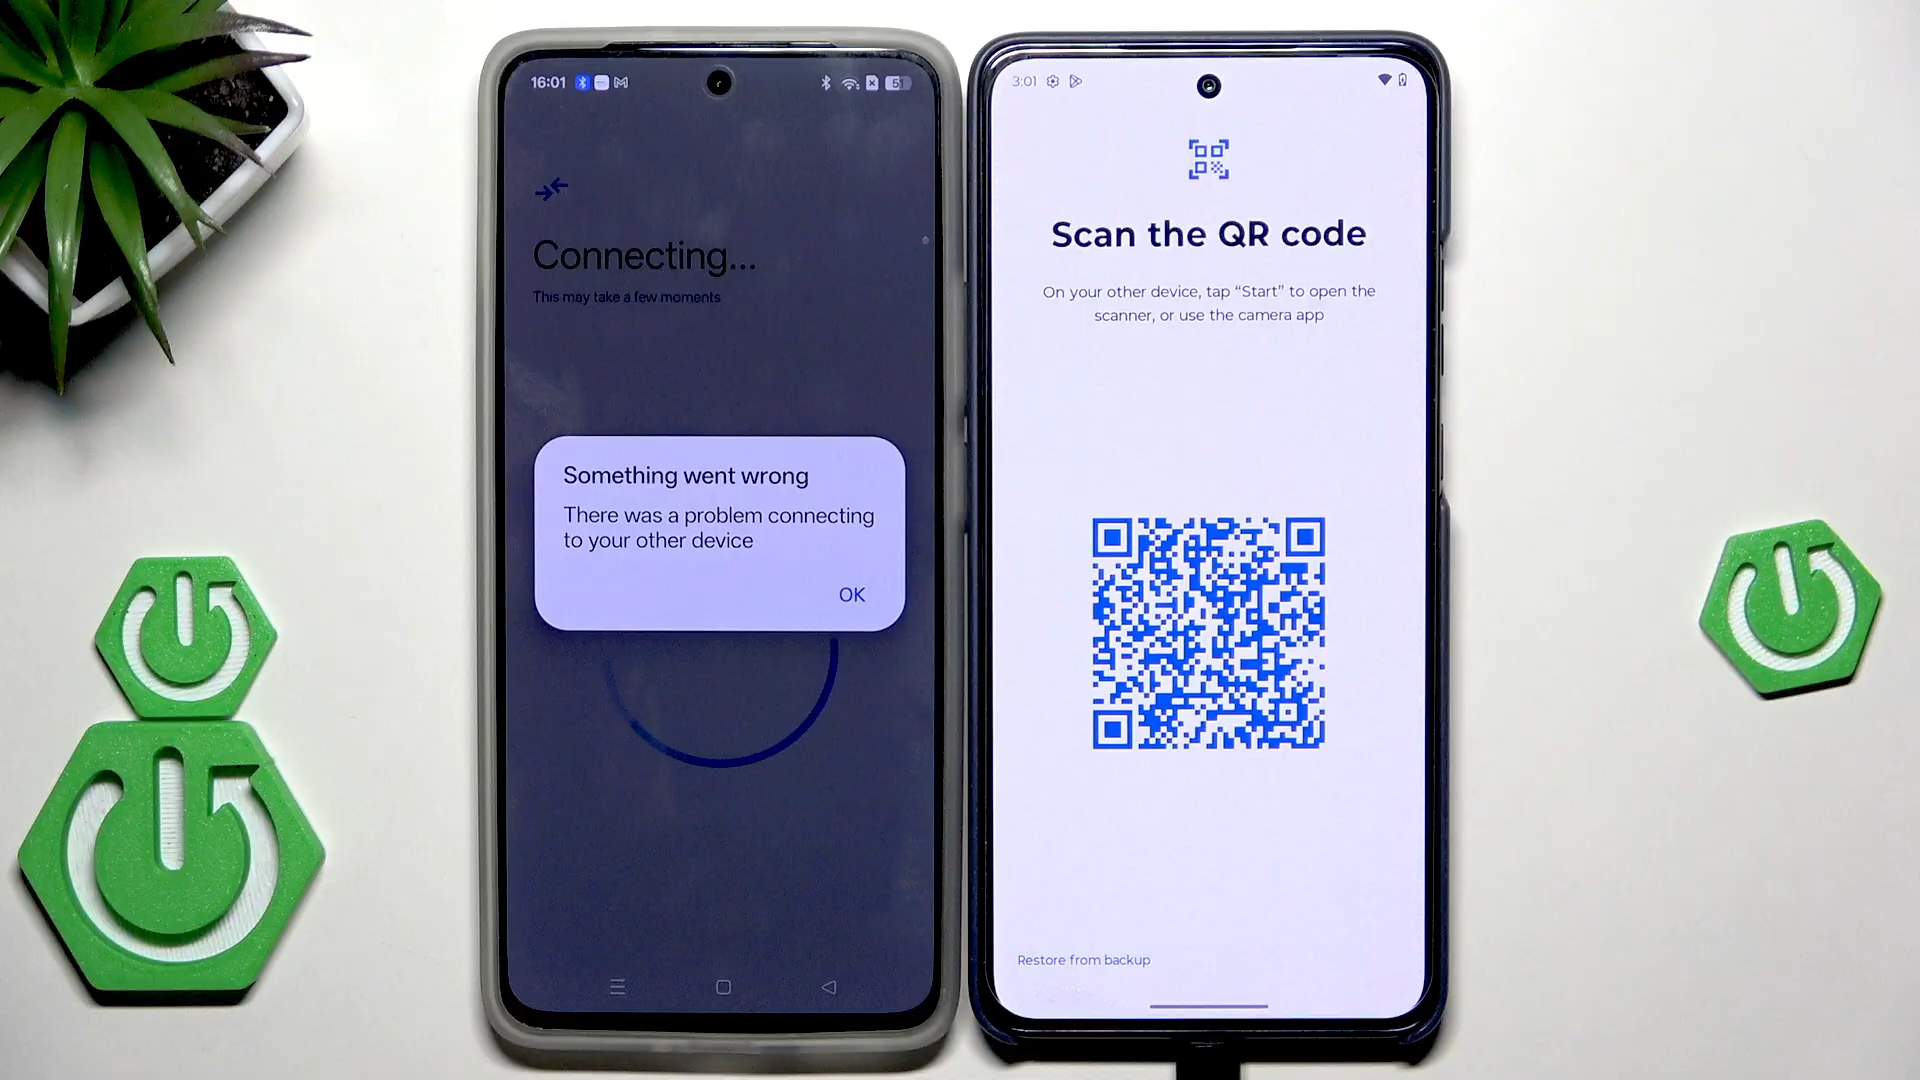 16:01
51
Connecting...
This may take a few moments
Something went wrong
There was a problem connecting
to your other device
OK
3:01
Scan the QR code
On your other device, tap “Start” to open the
scanner, or use the camera app
Restore from backup